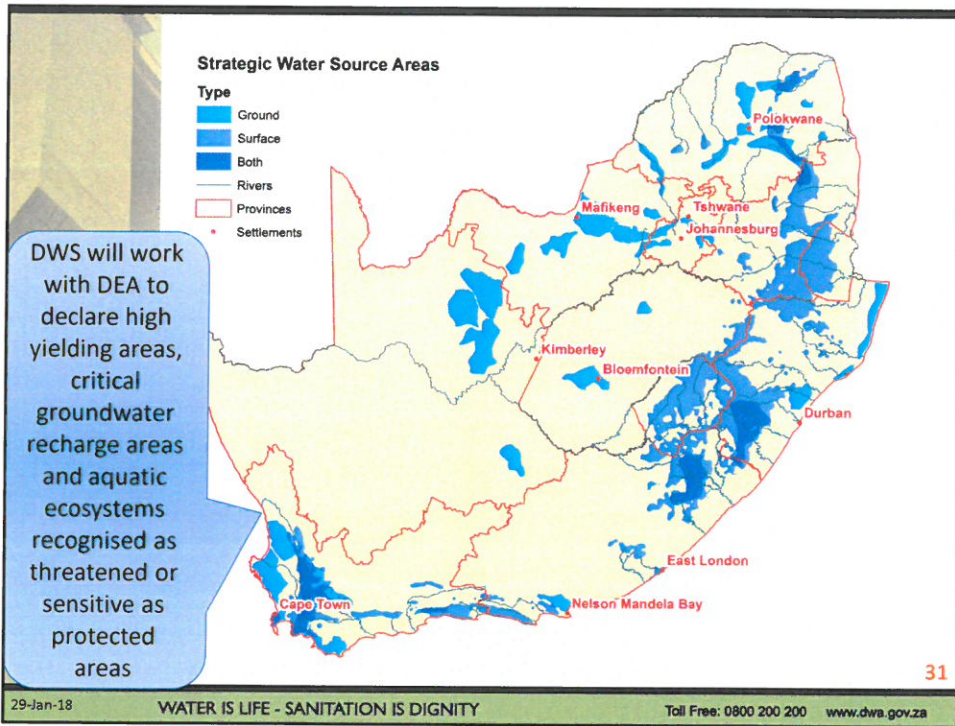 Strategic Water Source Areas
Type
Ground
Surface
Both
Rivers
Provinces
Settlements
DWS will work
with DEA to
declare high
yielding areas,
critical
groundwater
recharge areas
and aquatic
ecosystems
recognised as
threatened or
sensitive as
protected
areas
Polokwane
Mafikeng
Tshwane
Johannesburg
Kimberley
Bloemfontein
Durban
East London
Cape Town
Nelson Mandela Bay
31
29-Jan-18
WATER IS LIFE - SANITATION IS DIGNITY
Toll Free: 0800 200 200 www.dwa.gov.za